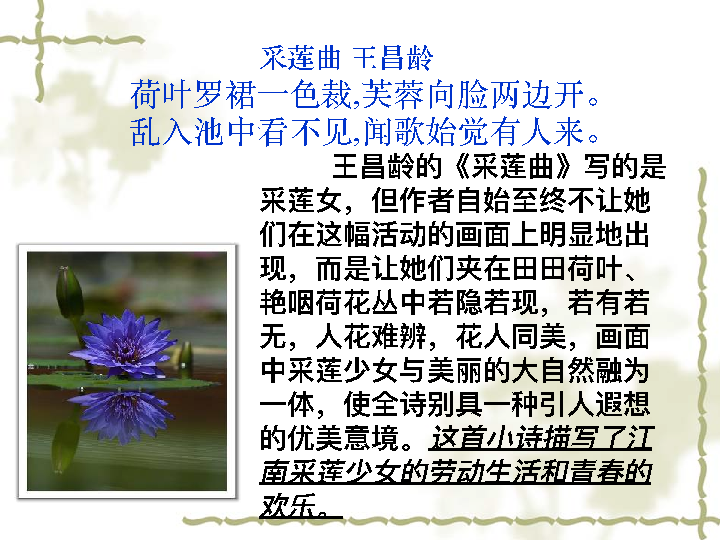 采莲曲 王昌龄
荷叶罗裙一色裁,芙蓉向脸两边开。
乱入池中看不见,闻歌始觉有人来。
王昌龄的《采莲曲》写的是
采莲女，但作者自始至终不让她
们在这幅活动的画面上明显地出
现，而是让她们夹在田田荷叶、
艳咽荷花丛中若隐若现，若有若
无，人花难辨，花人同美，画面
中采莲少女与美丽的大自然融为
一体，使全诗别具一种引人遐想
的优美意境。这首小诗描写了江
南采莲少女的劳动生活和青春的
欢乐。